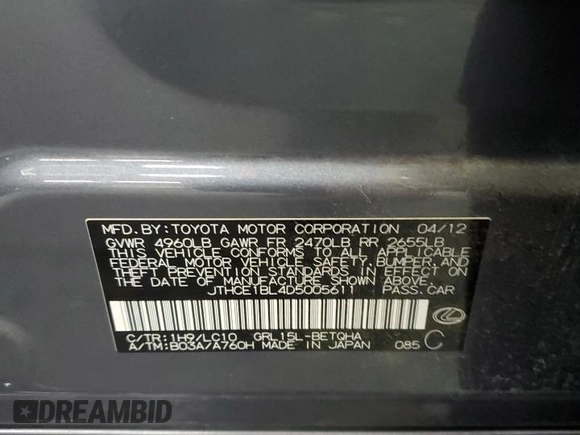 MFD.BY:TOYOTA MOTOR CORPORATION 04/12
GVWR 4960LB GAWR FR 2470LB RR 2655LB
THIS VEHICLE CONFORMS TO ALL APPLICABLE
FEDERAL MOTOR VEHICLE SAFETY, BUMPER, AND
THEFT PREVENTION STANDARDS IN EFFECT ON
THE DATE OF MANUFACTURE SHOWN ABOVE.
JTHCE1BL4D5005611 PASS.CAR
C/TR:1H9/LC10 GRL15L-BETQHA
A/TM:B03A/A760H MADE IN JAPAN 085 C
DREAMBID